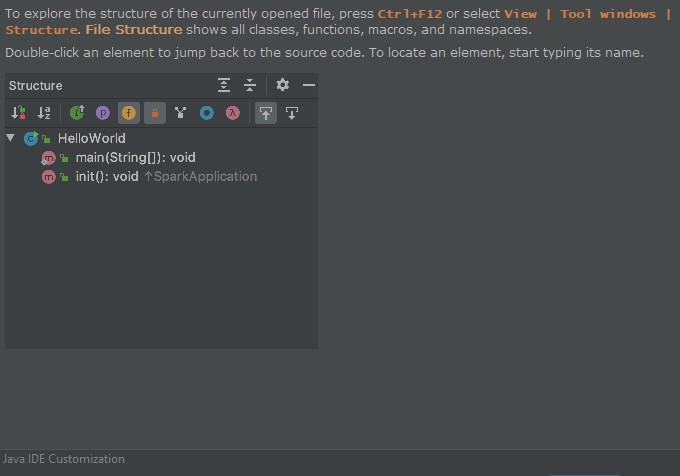 To explore the structure of the currently opened file, press Ctrl+F12 or select View | Tool windows |
Structure. File Structure shows all classes, functions, macros, and namespaces.
Double-click an element to jump back to the source code. To locate an element, start typing its name.
Structure
HelloWorld
main(String[]): void
init(): void ↑SparkApplication
Java IDE Customization